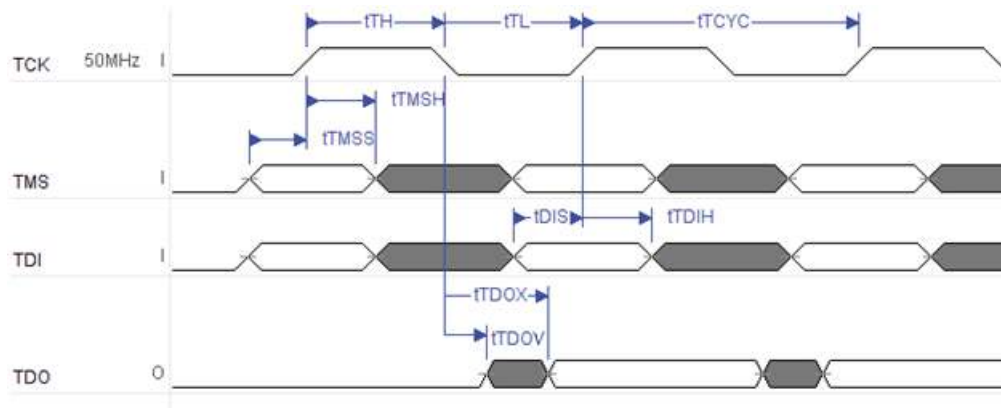 tTH tTL tTCYC
TCK 50MHz I
tTMSH
tTMSS
TMS I
tDIS tTDIH
TDI I
tTDOX
tTDOV
TDO O